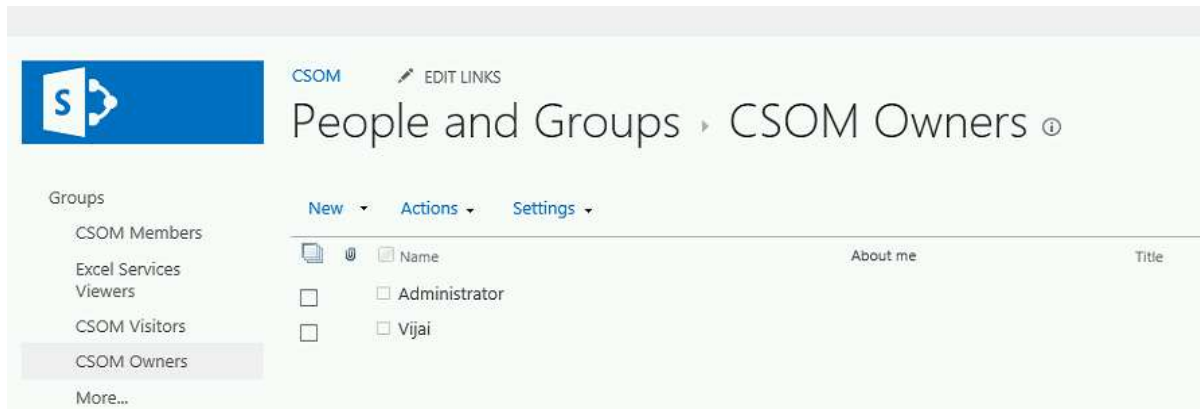 S
CSOM EDIT LINKS
People and Groups CSOM Owners
Groups
CSOM Members
Excel Services
Viewers
CSOM Visitors
CSOM Owners
More...
New Actions Settings
Name About me Title
Administrator
Vijai